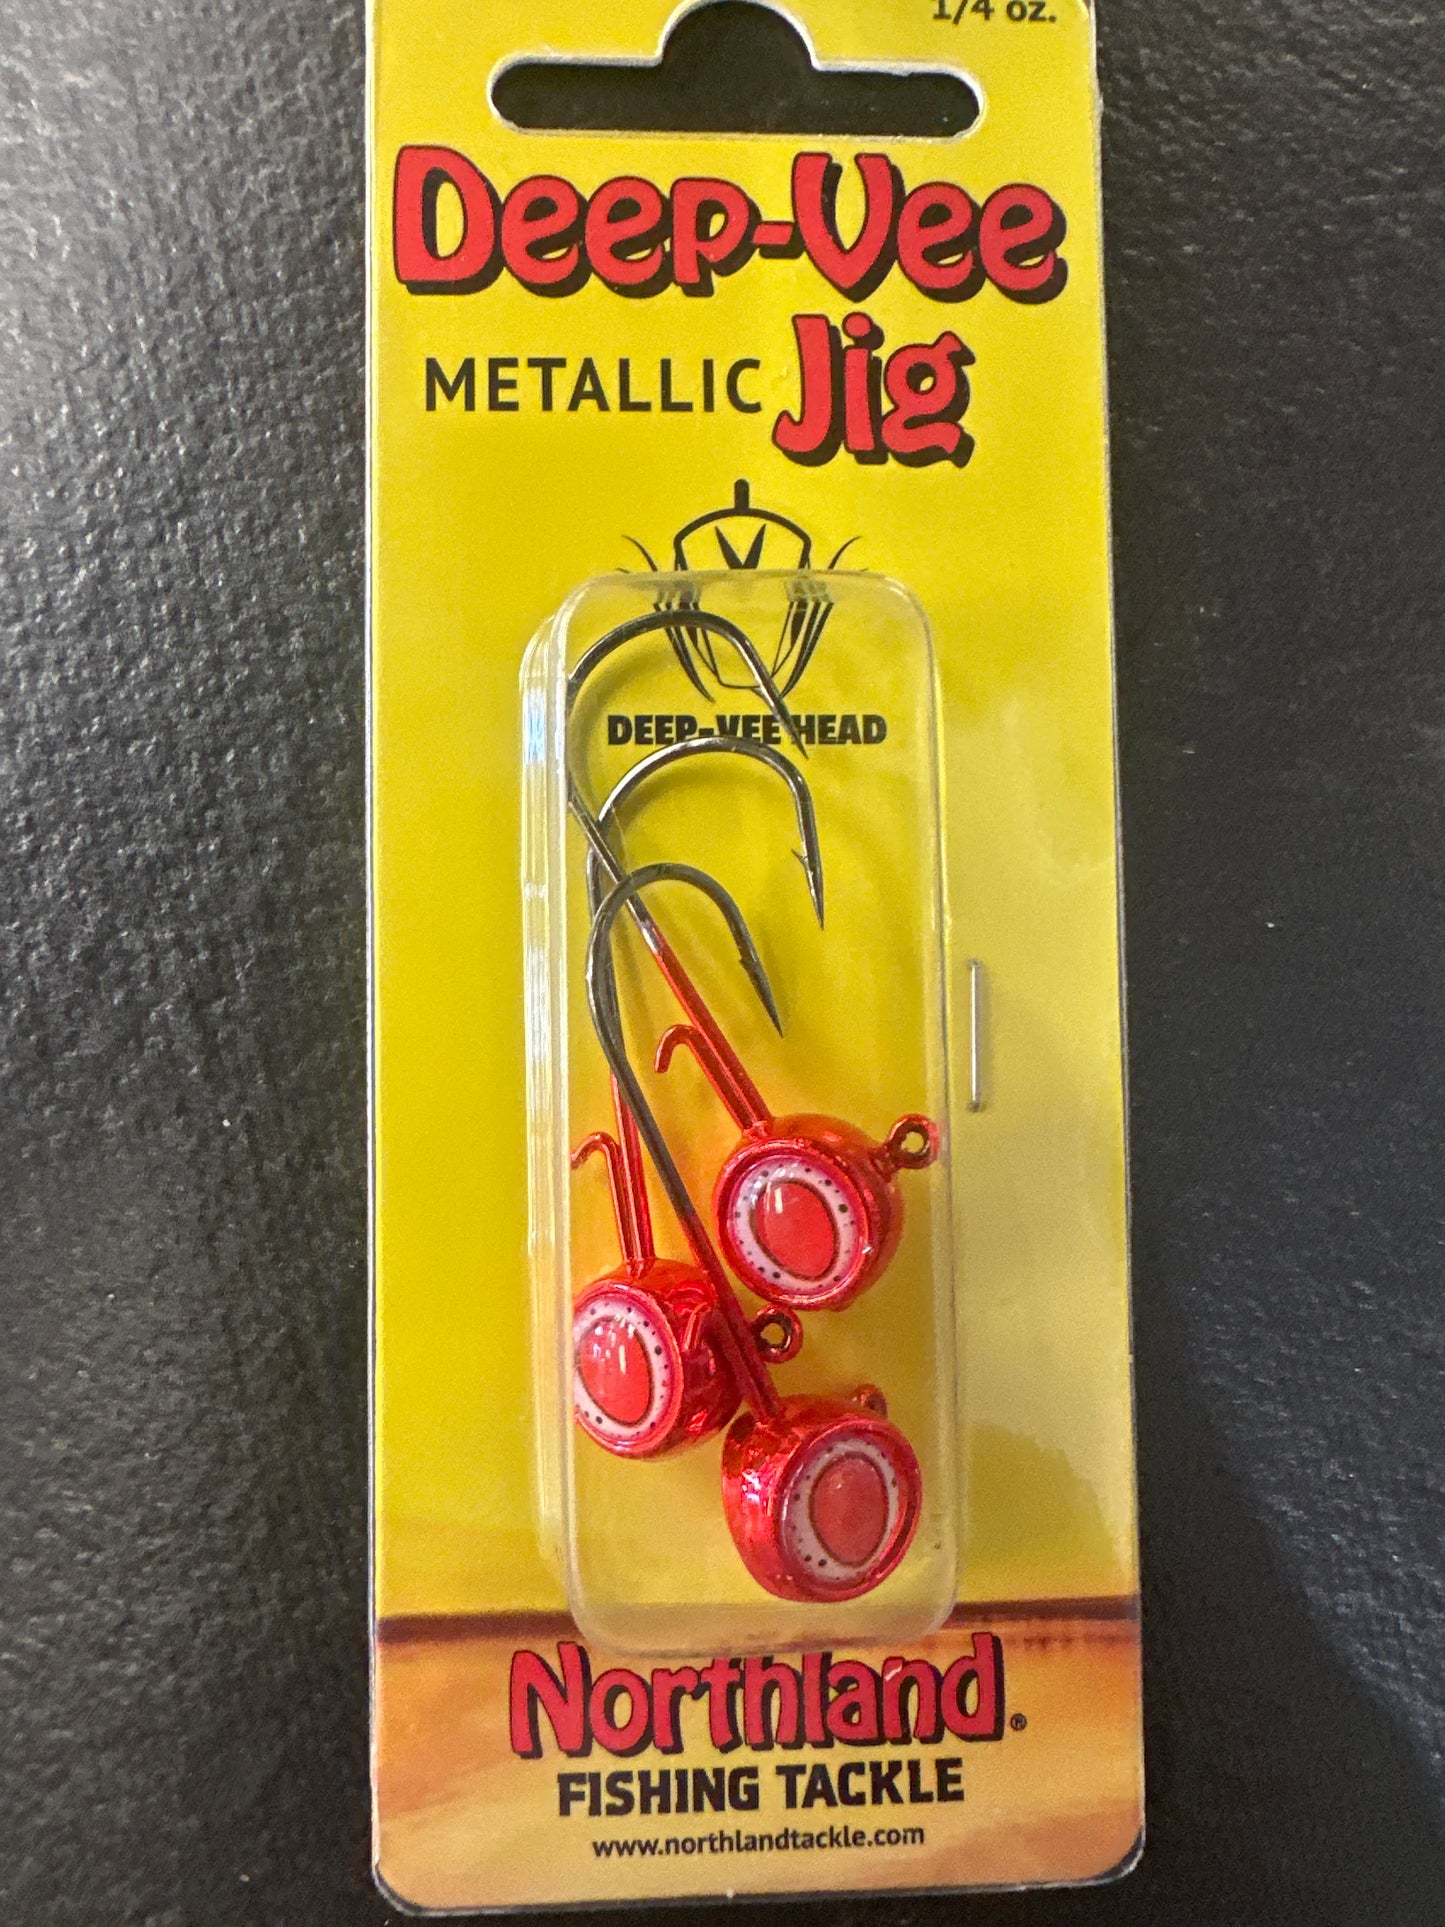 1/4 oz.
Deep-Vee
METALLIC Jig
DEEP-VEE HEAD
Northland®
FISHING TACKLE
www.northlandtackle.com